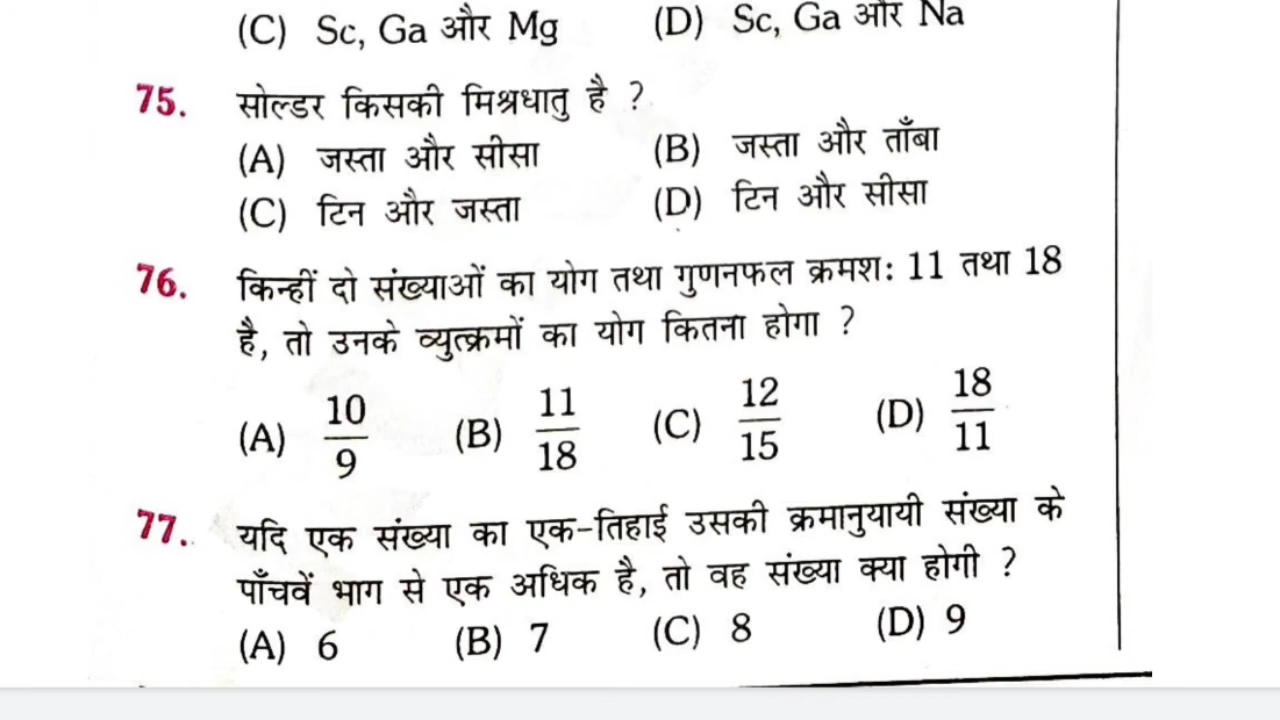 (C) Sc, Ga और Mg (D) Sc, Ga और Na
75. सोल्डर किसकी मिश्रधातु है ?
(A) जस्ता और सीसा (B) जस्ता और ताँबा
(C) टिन और जस्ता (D) टिन और सीसा
76. किन्हीं दो संख्याओं का योग तथा गुणनफल क्रमश: 11 तथा 18
है, तो उनके व्युत्क्रमों का योग कितना होगा ?
(A) 10/9 (B) 11/18 (C) 12/15 (D) 18/11
77. यदि एक संख्या का एक-तिहाई उसकी क्रमानुयायी संख्या के
पाँचवें भाग से एक अधिक है, तो वह संख्या क्या होगी ?
(A) 6 (B) 7 (C) 8 (D) 9